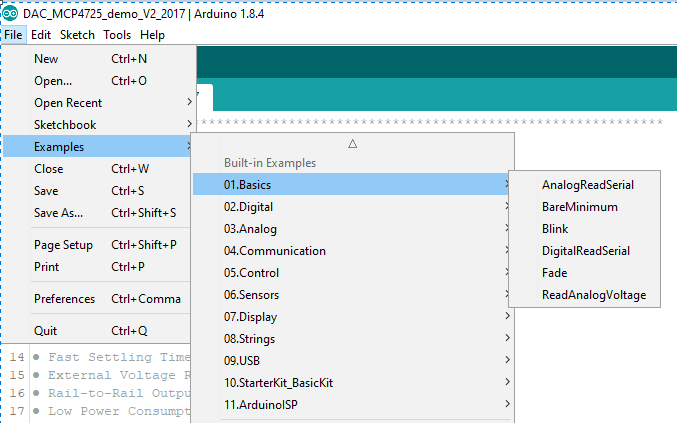 DAC_MCP4725_demo_V2_2017 | Arduino 1.8.4
File Edit Sketch Tools Help
New Ctrl+N
Open... Ctrl+O
Open Recent
Sketchbook
Examples
Close Ctrl+W
Save Ctrl+S
Save As... Ctrl+Shift+S
Page Setup Ctrl+Shift+P
Print Ctrl+P
Preferences Ctrl+Comma
Quit Ctrl+Q
Built-in Examples
01.Basics
02.Digital
03.Analog
04.Communication
05.Control
06.Sensors
07.Display
08.Strings
09.USB
10.StarterKit_BasicKit
11.ArduinoISP
AnalogReadSerial
BareMinimum
Blink
DigitalReadSerial
Fade
ReadAnalogVoltage
14 ● Fast Settling Time
15 ● External Voltage R
16 ● Rail-to-Rail Outpu
17 ● Low Power Consumpt